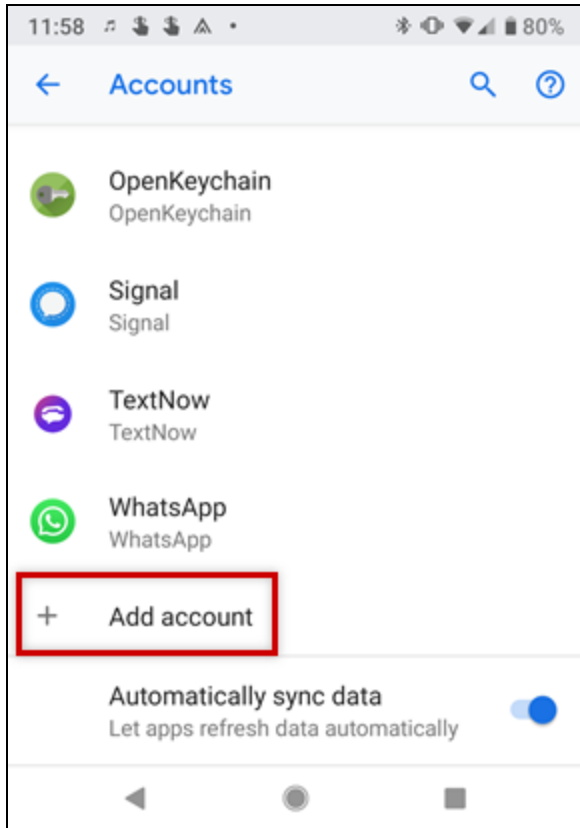 11:58
80%
Accounts
OpenKeychain
OpenKeychain
Signal
Signal
TextNow
TextNow
WhatsApp
WhatsApp
+ Add account
Automatically sync data
Let apps refresh data automatically